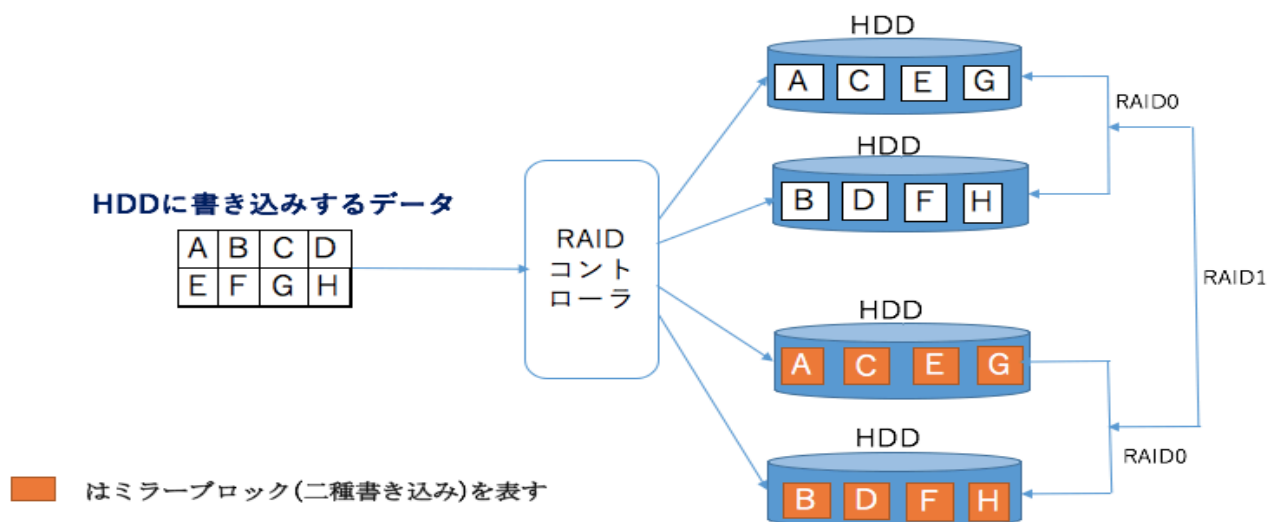 HDD
A C E G
RAID0
HDD
B D F H
HDDに書き込みするデータ
A B C D
E F G H
RAID
コント
ローラ
RAID1
HDD
A C E G
HDD
RAID0
B D F H
はミラーブロック(二種書き込み)を表す